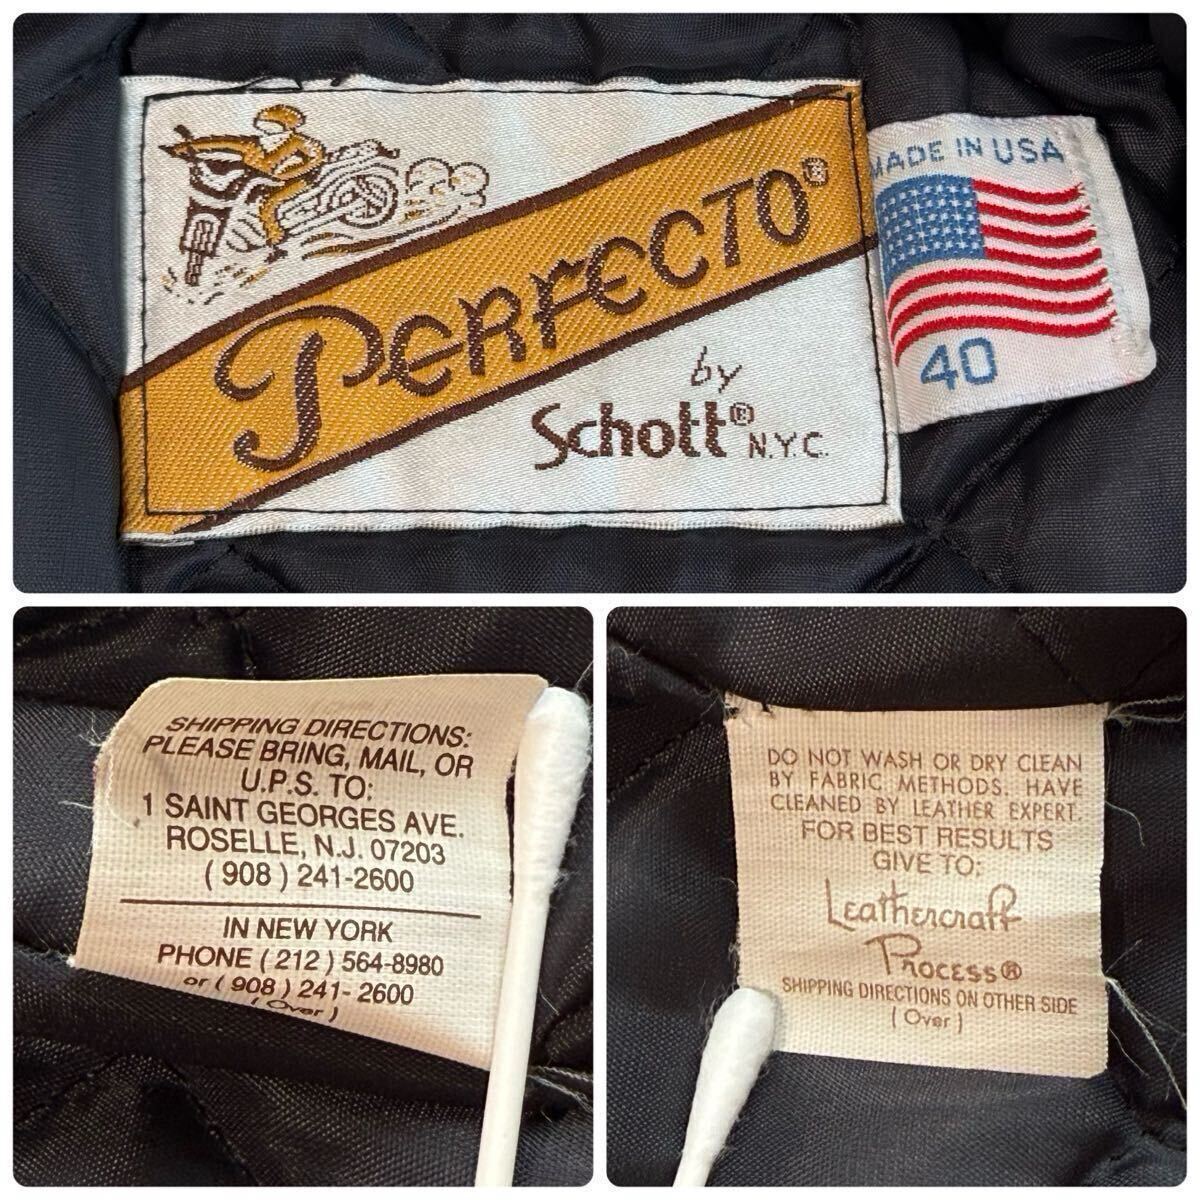 PERFECTO®
by
Schott® N.Y.C.
MADE IN USA
40
SHIPPING DIRECTIONS:
PLEASE BRING, MAIL, OR
U.P.S. TO:
1 SAINT GEORGES AVE.
ROSELLE, N.J. 07203
( 908 ) 241-2600
IN NEW YORK
PHONE ( 212 ) 564-8980
or ( 908 ) 241-2600
( Over )
DO NOT WASH OR DRY CLEAN
BY FABRIC METHODS. HAVE
CLEANED BY LEATHER EXPERT.
FOR BEST RESULTS
GIVE TO:
Leathercraft
Process®
SHIPPING DIRECTIONS ON OTHER SIDE
( Over )